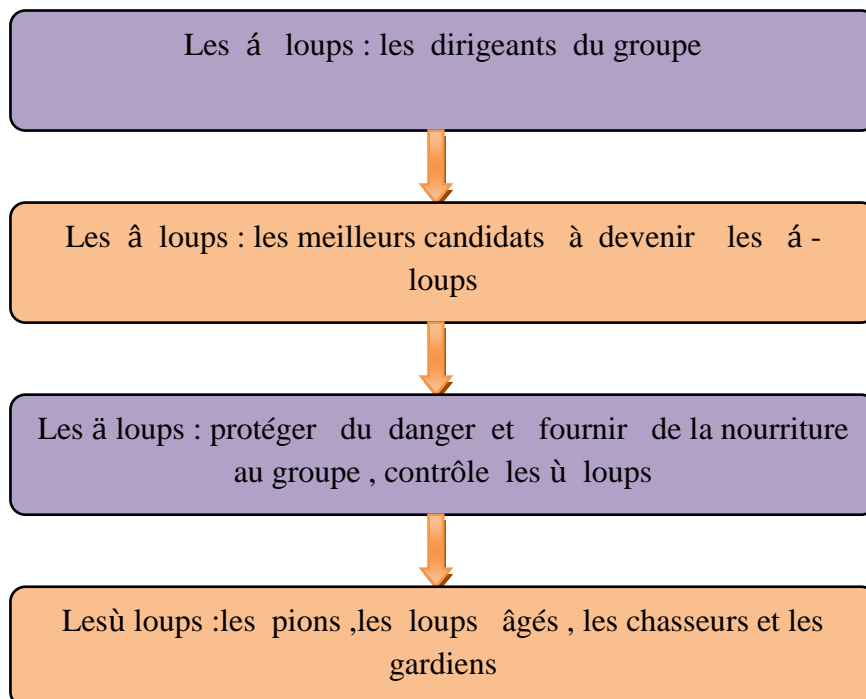 Les á loups : les dirigeants du groupe
Les â loups : les meilleurs candidats à devenir les á -
loups
Les ä loups : protéger du danger et fournir de la nourriture
au groupe , contrôle les ù loups
Lesù loups :les pions ,les loups âgés , les chasseurs et les
gardiens